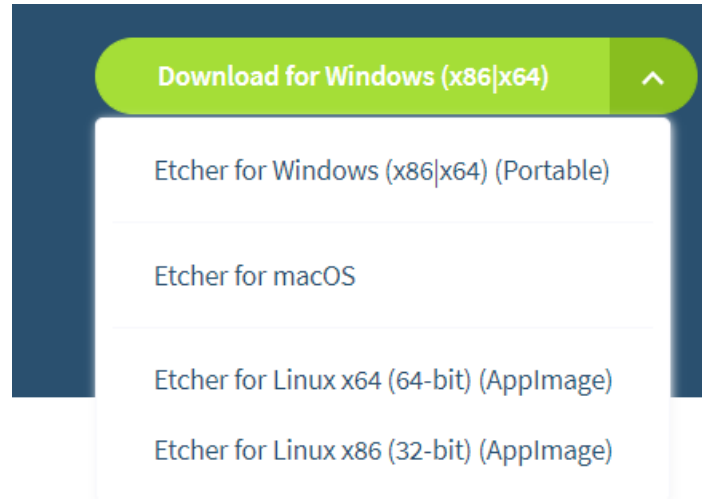 Download for Windows (x86|x64)
Etcher for Windows (x86|x64) (Portable)
Etcher for macOS
Etcher for Linux x64 (64-bit) (AppImage)
Etcher for Linux x86 (32-bit) (AppImage)